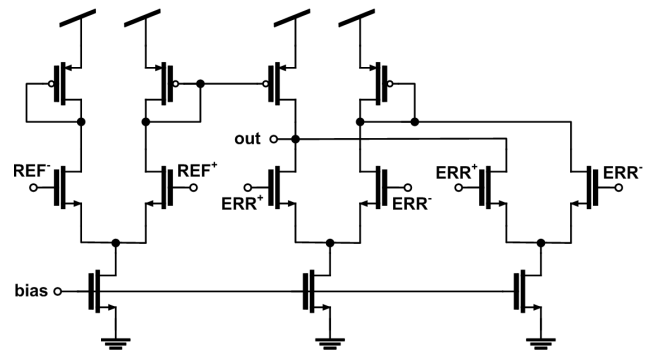 out
REF⁻
REF⁺
ERR⁺
ERR⁻
ERR⁺
ERR⁻
bias